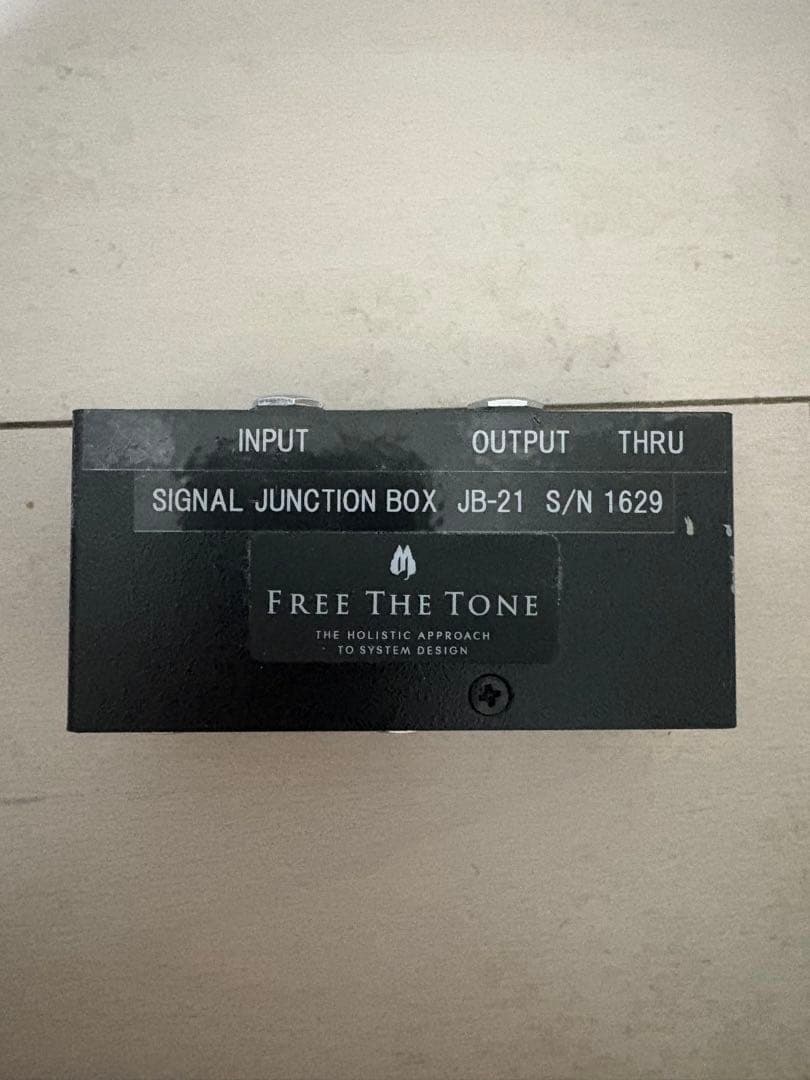 INPUT OUTPUT THRU
SIGNAL JUNCTION BOX JB-21 S/N 1629
FREE THE TONE
THE HOLISTIC APPROACH
TO SYSTEM DESIGN